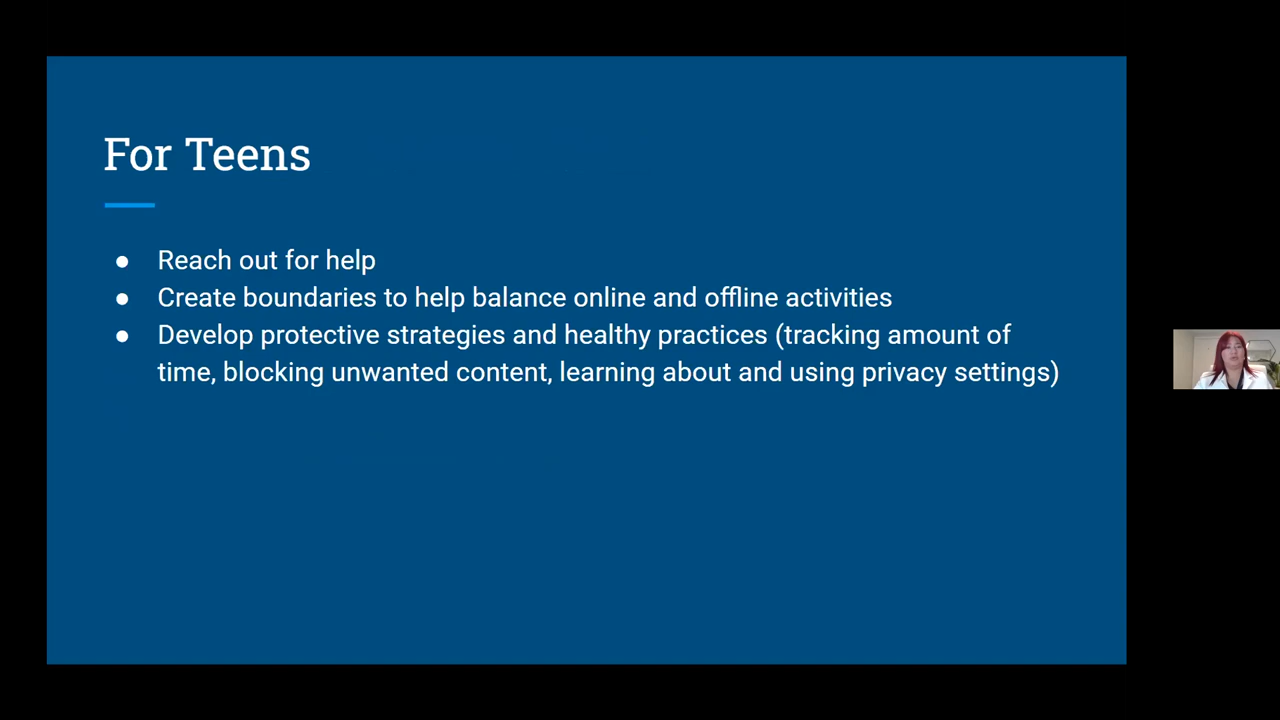 For Teens
● Reach out for help
● Create boundaries to help balance online and offline activities
● Develop protective strategies and healthy practices (tracking amount of
time, blocking unwanted content, learning about and using privacy settings)